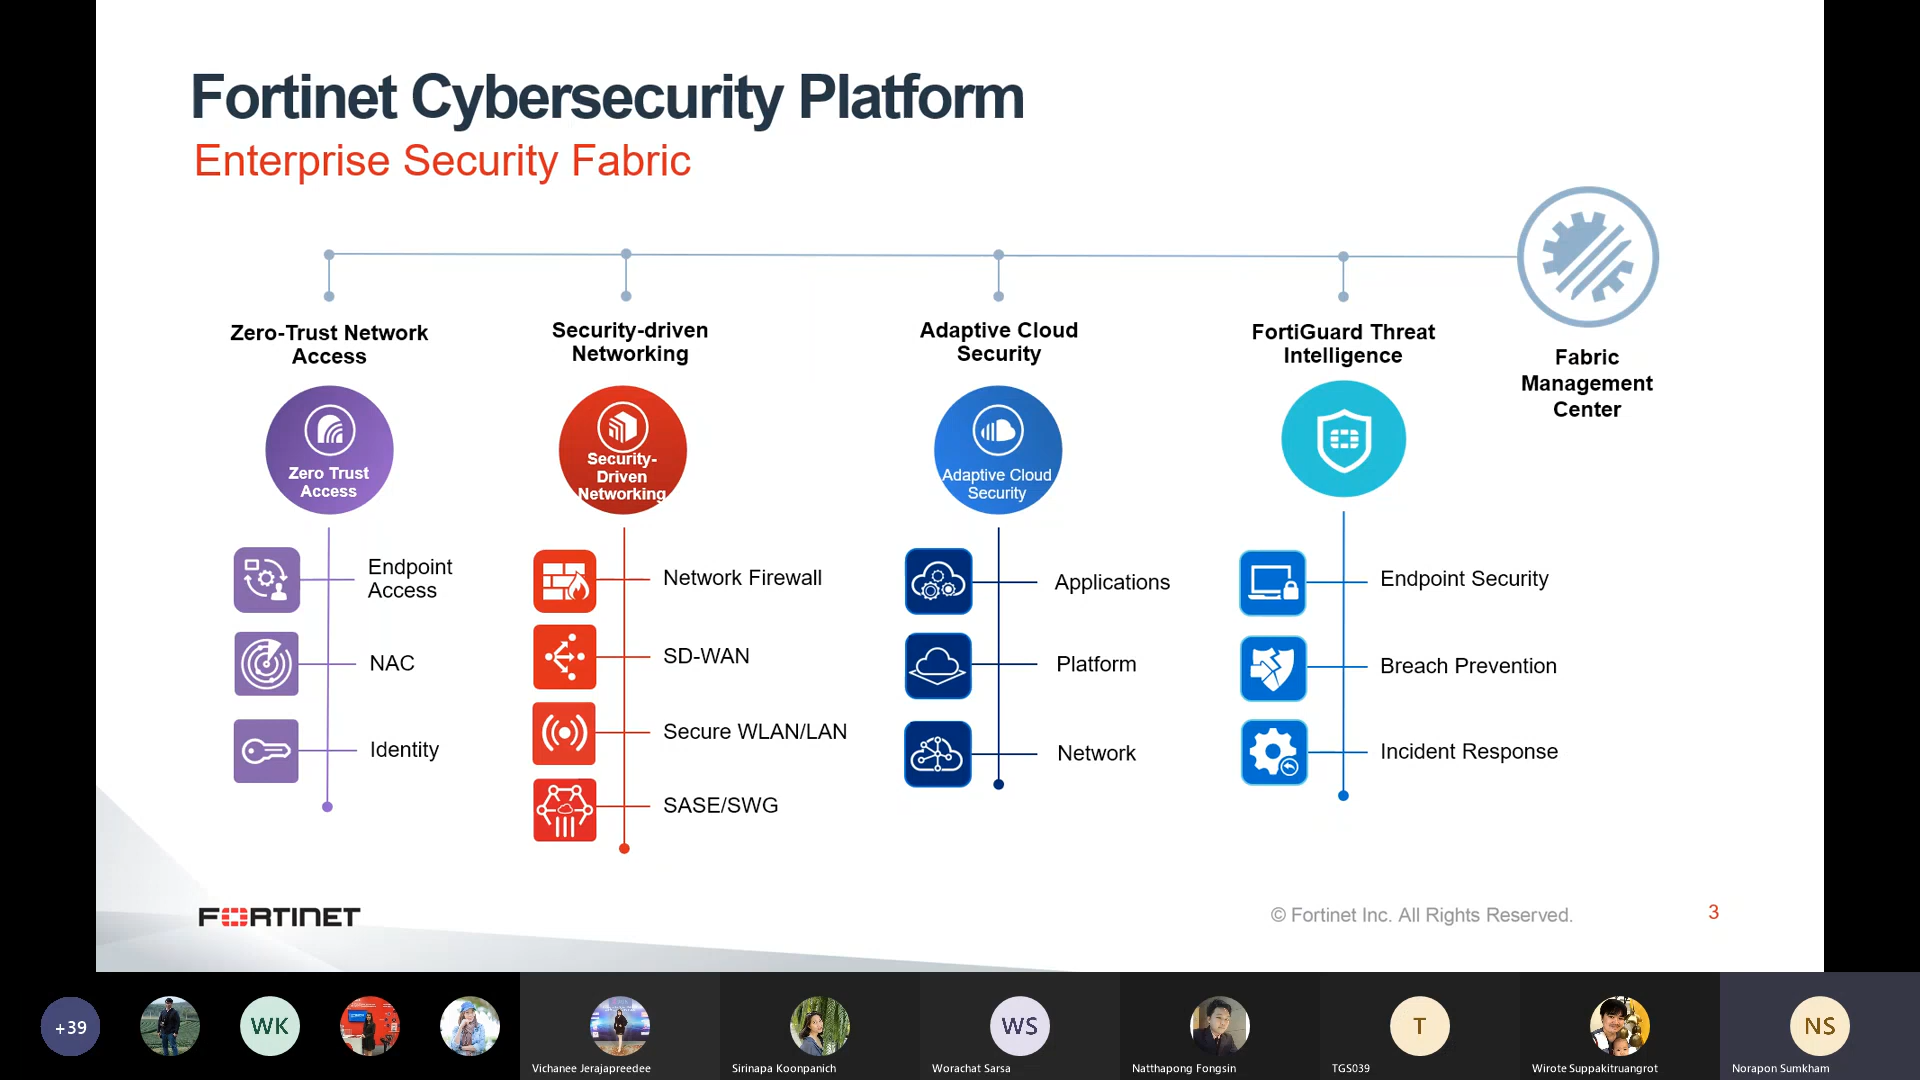 Fortinet Cybersecurity Platform
Enterprise Security Fabric
Zero-Trust Network
Access
Security-driven
Networking
Adaptive Cloud
Security
FortiGuard Threat
Intelligence
Fabric
Management
Center
Zero Trust
Access
Endpoint
Access
NAC
Identity
Security-
Driven
Networking
Network Firewall
SD-WAN
Secure WLAN/LAN
SASE/SWG
Adaptive Cloud
Security
Applications
Platform
Network
Endpoint Security
Breach Prevention
Incident Response
FORTINET
© Fortinet Inc. All Rights Reserved.
3
+39
WK
Vichanee Jerajapreedee
Sirinapa Koonpanich
WS
Worachat Sarsa
Natthapong Fongsin
T
TGS039
Wirote Suppakitruangrot
NS
Norapon Sumkham